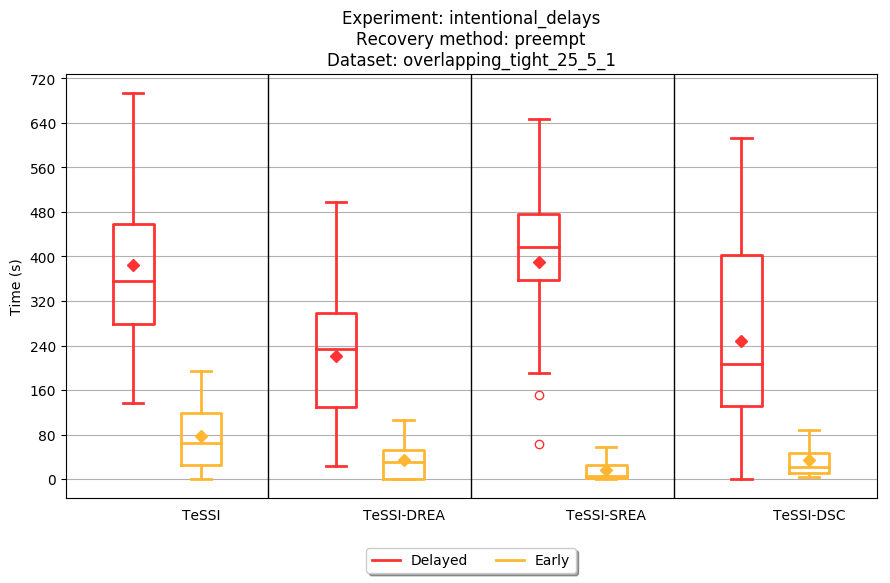 Experiment: intentional_delays
Recovery method: preempt
Dataset: overlapping_tight_25_5_1
Time (s)
720
640
560
480
400
320
240
160
80
0
TeSSI
TeSSI-DREA
TeSSI-SREA
TeSSI-DSC
Delayed
Early